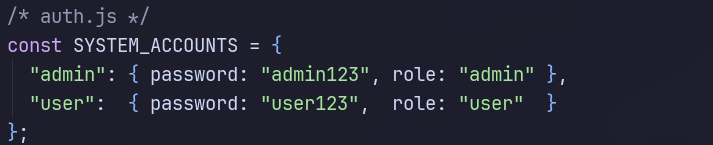 /* auth.js */
const SYSTEM_ACCOUNTS = {
  "admin": { password: "admin123", role: "admin" },
  "user":  { password: "user123",  role: "user"  }
};